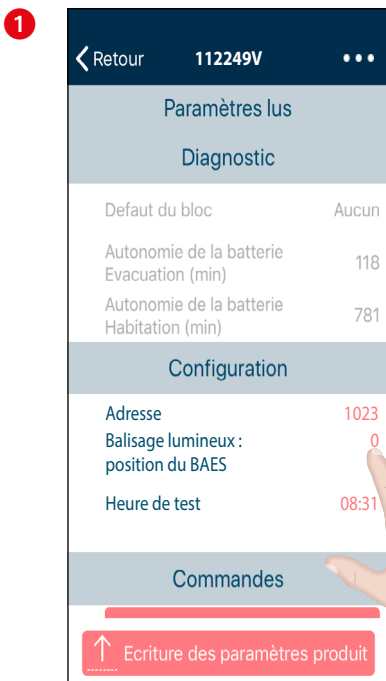 1
Retour 112249V
Paramètres lus
Diagnostic
Defaut du bloc Aucun
Autonomie de la batterie
Evacuation (min) 118
Autonomie de la batterie
Habitation (min) 781
Configuration
Adresse 1023
Balisage lumineux : 0
position du BAES
Heure de test 08:31
Commandes
Ecriture des paramètres produit